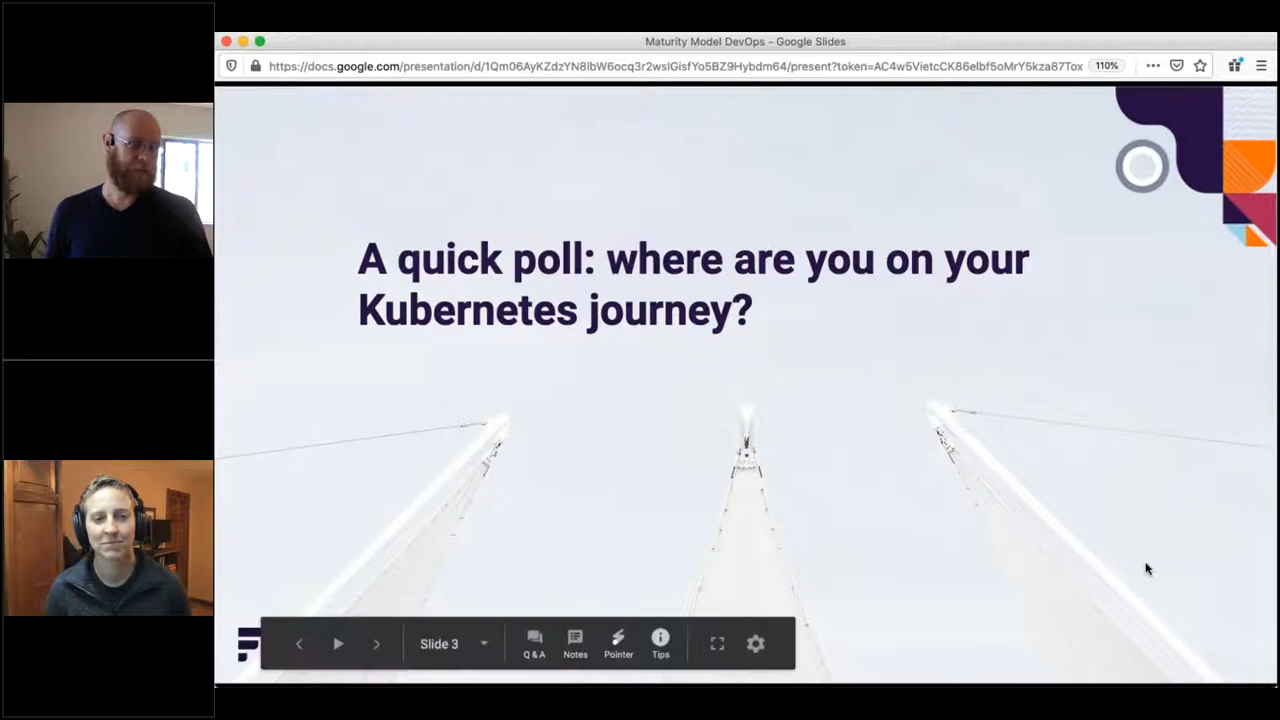 Maturity Model DevOps - Google Slides
https://docs.google.com/presentation/d/1Qm06AyKZdzYN8lbW6ocq3r2wslGisfYo5BZ9Hybdm64/present?token=AC4w5VietcCK86elbf5oMrY5kza87Tox
110%
A quick poll: where are you on your
Kubernetes journey?
Slide 3
Q & A
Notes
Pointer
Tips